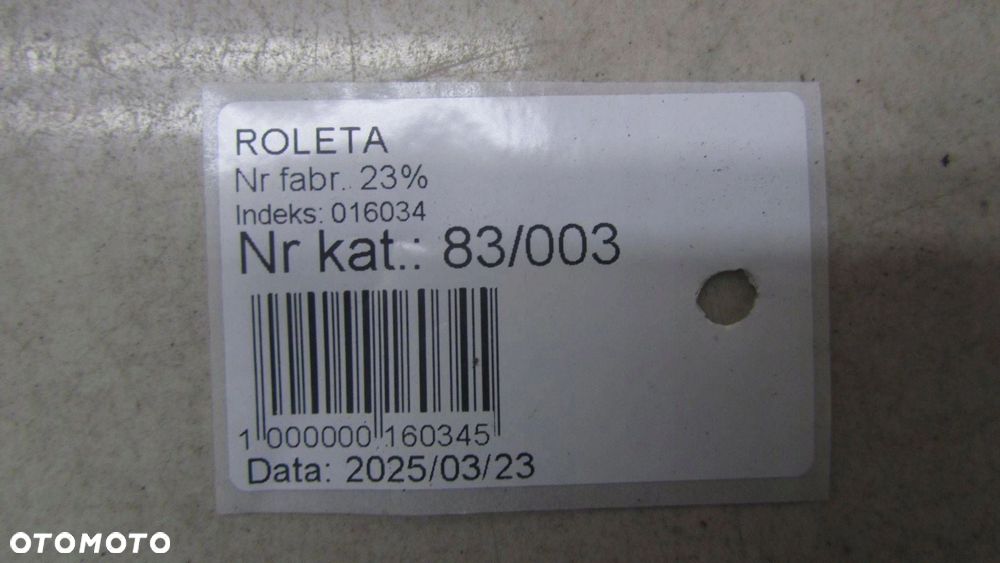 ROLETA
Nr fabr.. 23%
Indeks: 016034
Nr kat.: 83/003
1 000000 160345
Data: 2025/03/23
OTOMOTO